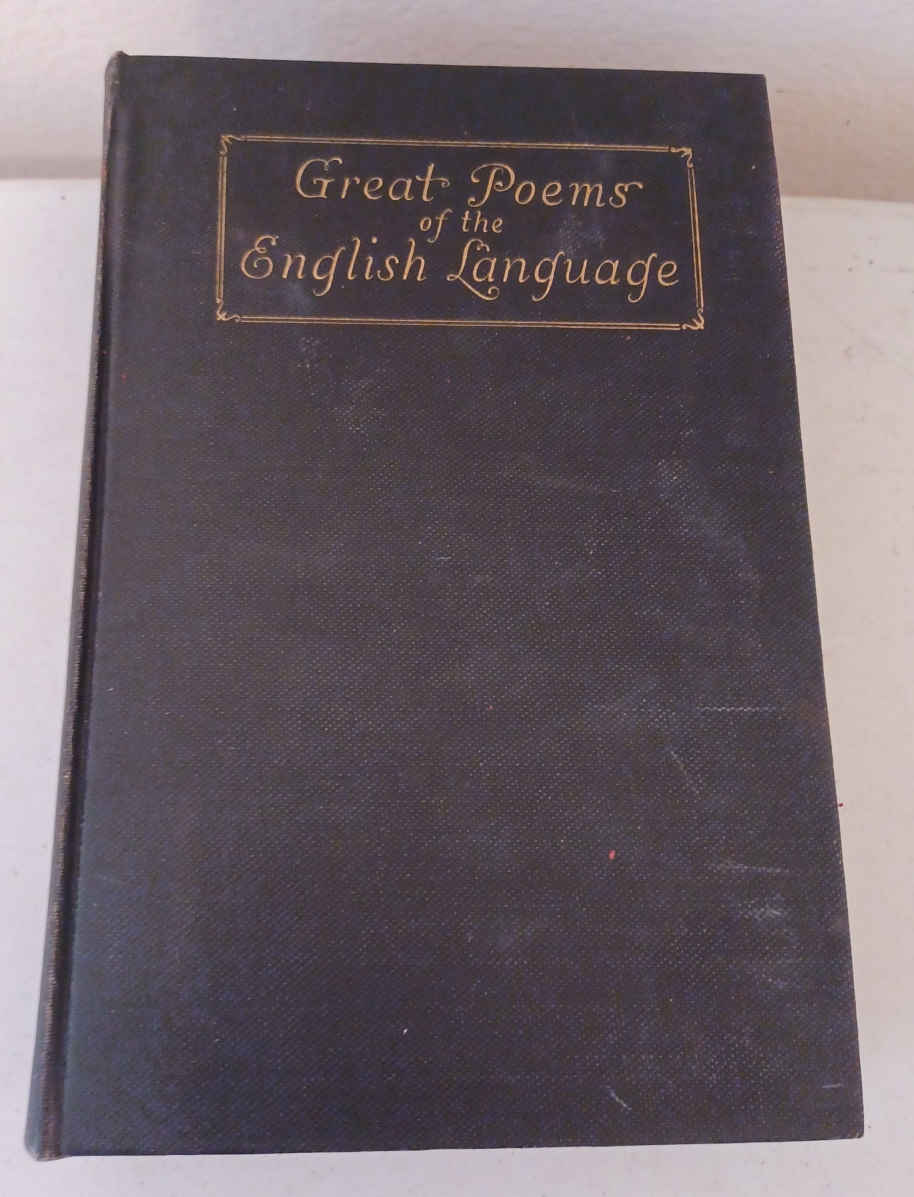 Great Poems
of the
English Language